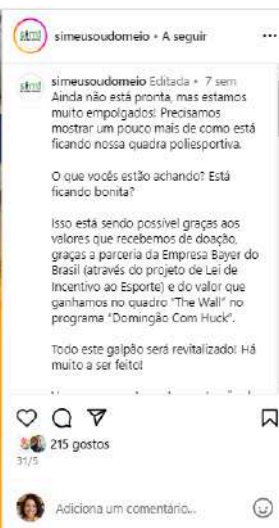 simi
simeusoudomeio • A seguir
simi
simeusoudomeio Editada • 7 sem
Ainda não está pronta, mas estamos
muito empolgados! Precisamos
mostrar um pouco mais de como está
ficando nossa quadra poliesportiva.
O que vocês estão achando? Está
ficando bonita?
Isso está sendo possível graças aos
valores que recebemos de doação,
graças a parceria da Empresa Bayer do
Brasil (através do projeto de Lei de
Incentivo ao Esporte) e do valor que
ganhamos no quadro "The Wall" no
programa "Domingão Com Huck".
Todo este galpão será revitalizado! Há
muito a ser feito!
215 gostos
31/5
Adiciona um comentário...